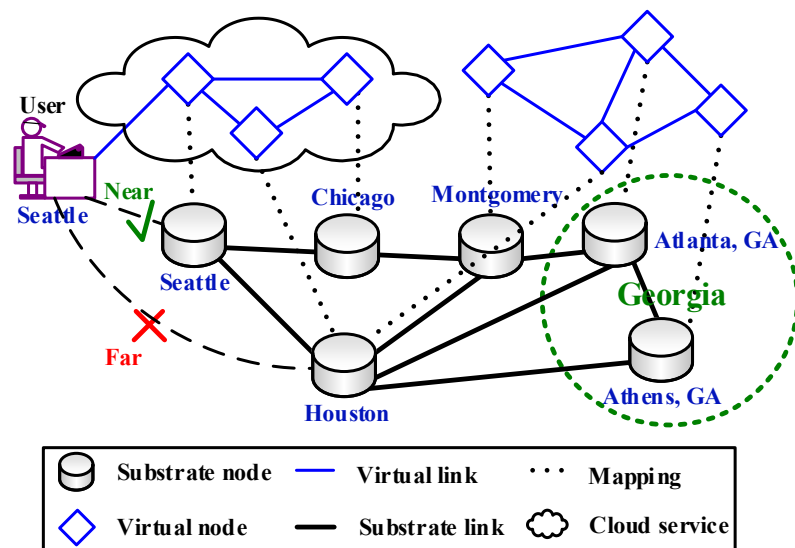 User
Near
Seattle
Chicago
Montgomery
Seattle
Atlanta, GA
Georgia
Far
Houston
Athens, GA
Substrate node
Virtual link
Mapping
Virtual node
Substrate link
Cloud service